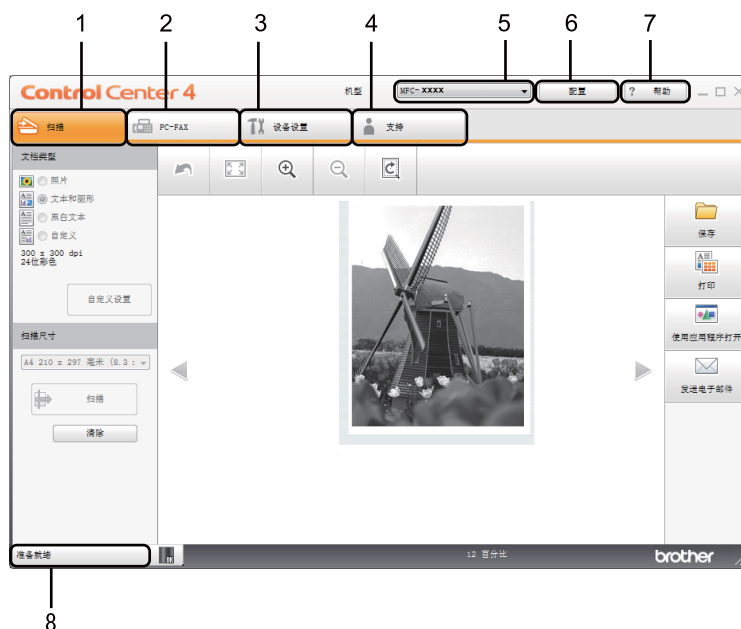 1 2 3 4 5 6 7
Control Center 4
机型 MFC-XXXX 配置 ? 帮助
扫描 PC-FAX 设备设置 支持
文档类型
照片
文本和图形
黑白文本
自定义
300 x 300 dpi
24位彩色
自定义设置
扫描尺寸
A4 210 x 297 毫米 (8.3 :
扫描
清除
保存
打印
使用应用程序打开
发送电子邮件
准备就绪
12 百分比
brother
8